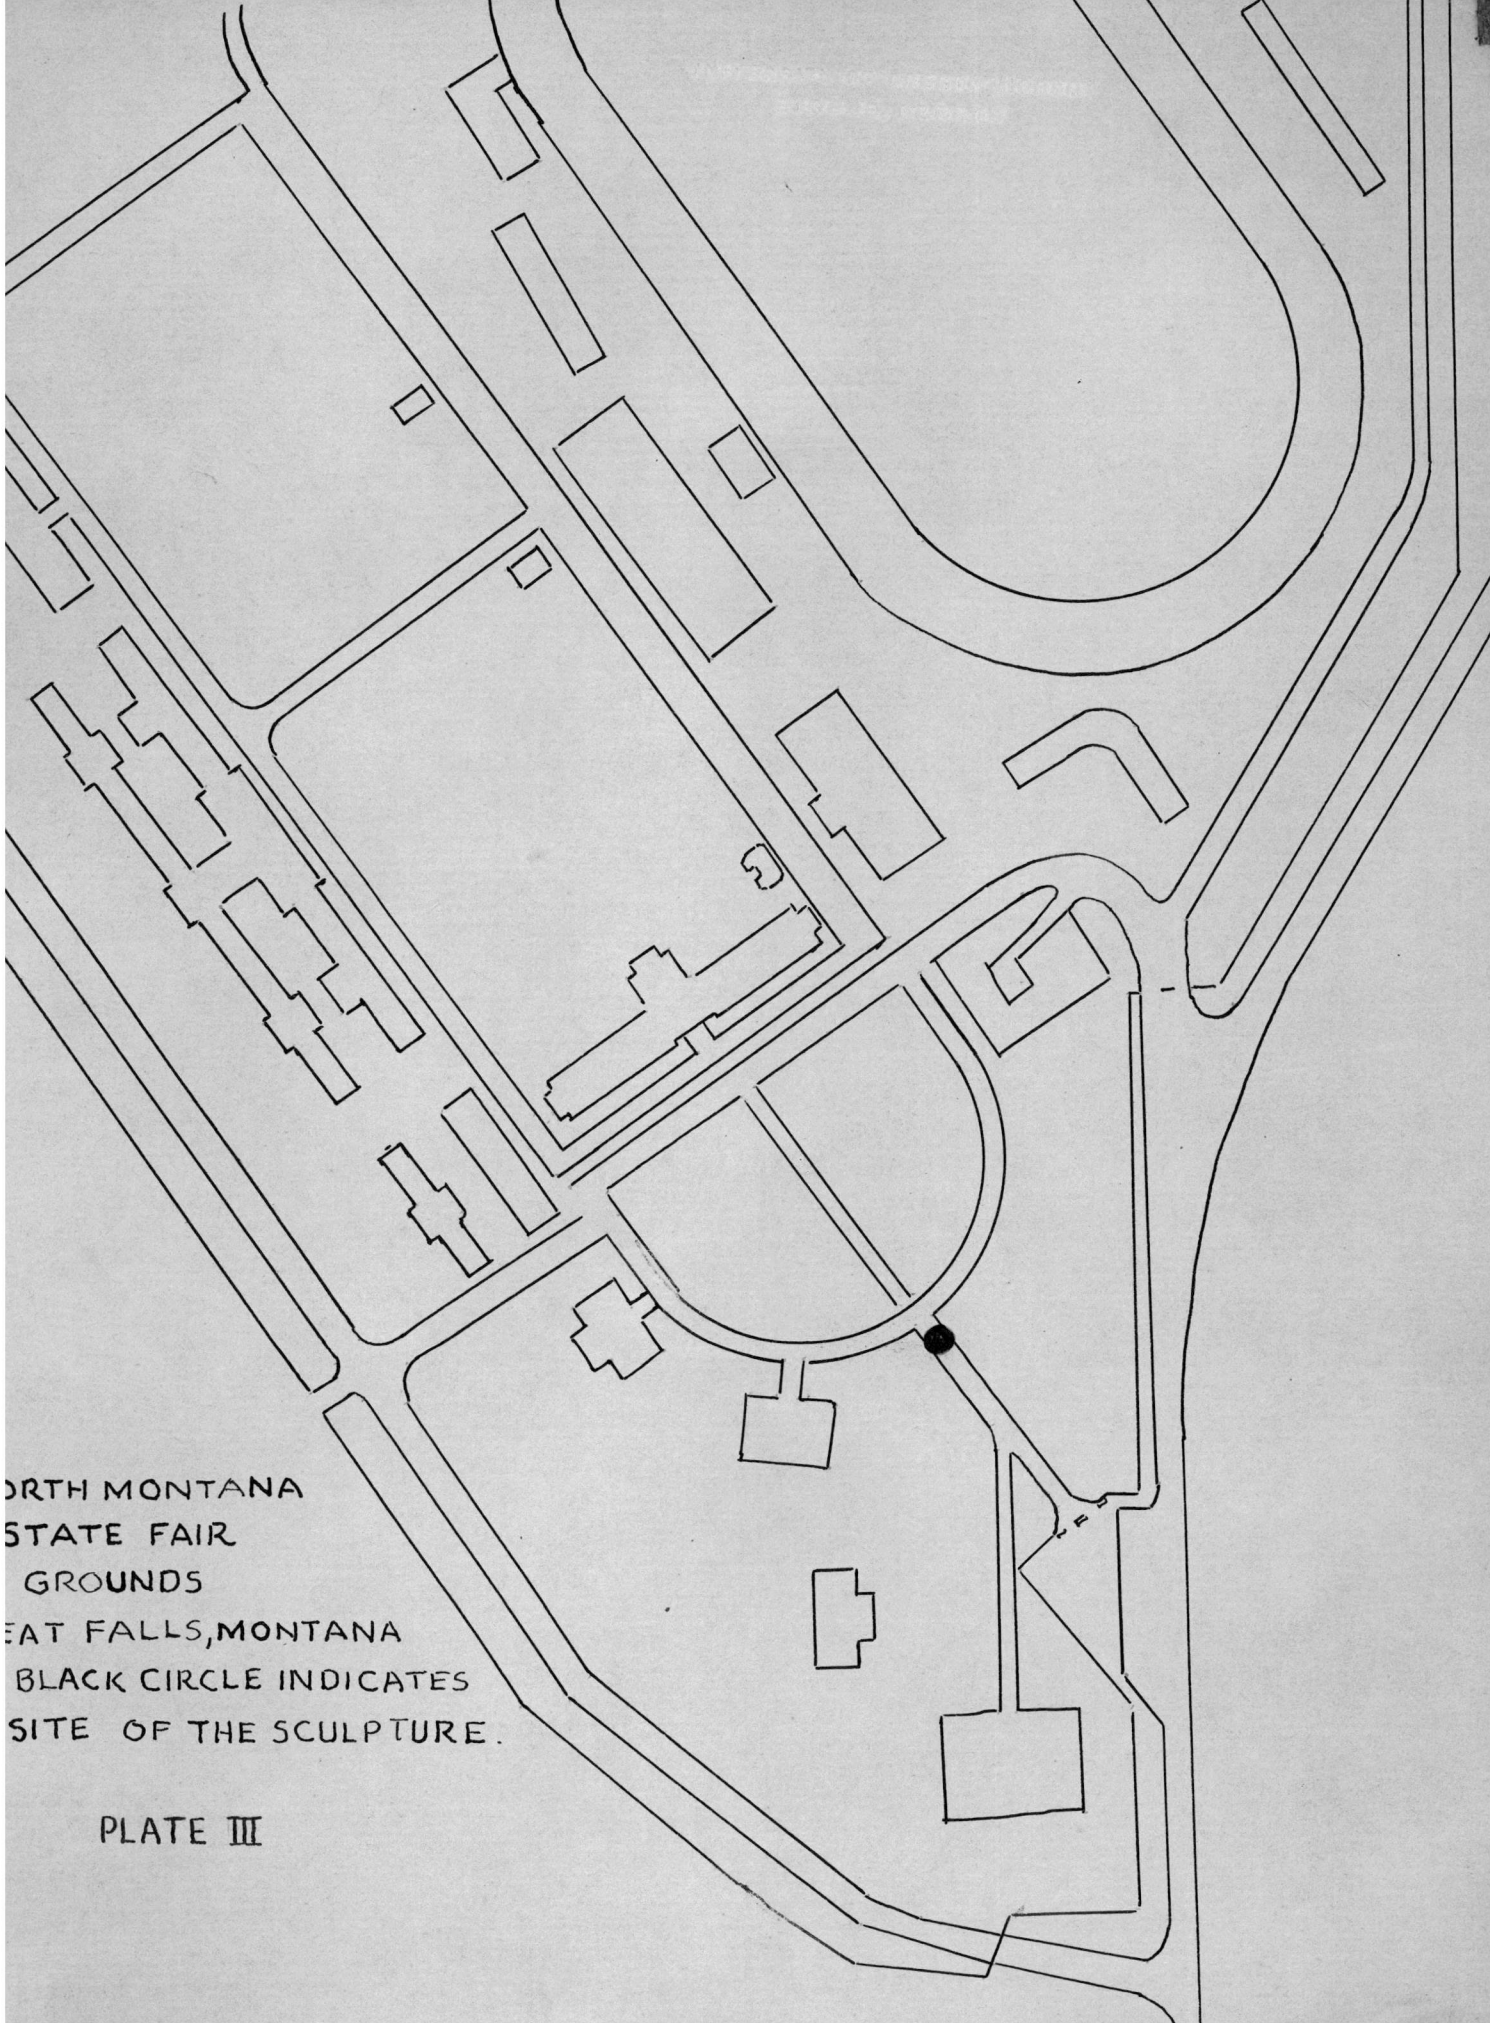 ORTH MONTANA
STATE FAIR
GROUNDS
EAT FALLS, MONTANA
BLACK CIRCLE INDICATES
SITE OF THE SCULPTURE.
PLATE III